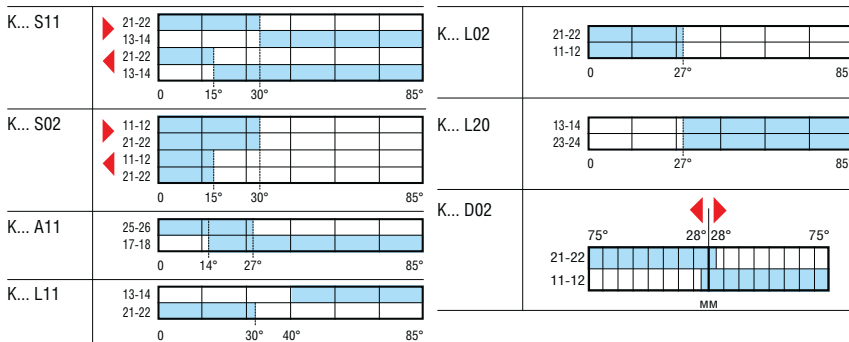 K... S11
21-22
13-14
21-22
13-14
0 15° 30° 85°
K... S02
11-12
21-22
11-12
21-22
0 15° 30° 85°
K... A11
25-26
17-18
0 14° 27° 85°
K... L11
13-14
21-22
0 30° 40° 85°
K... L02
21-22
11-12
0 27° 85
K... L20
13-14
23-24
0 27° 85
K... D02
75° 28° 28° 75°
21-22
11-12
мм